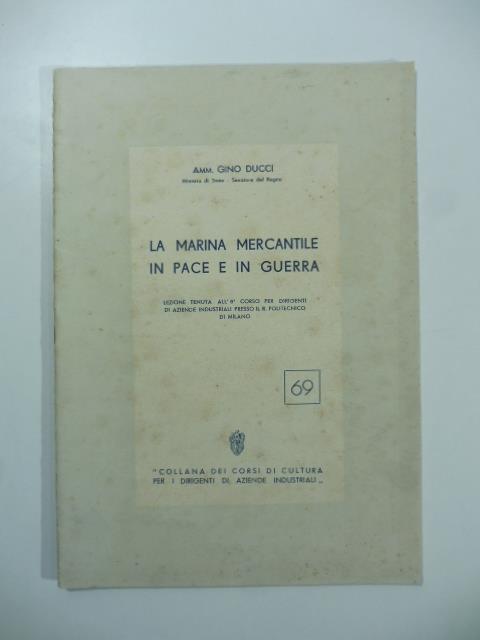 AMM. GINO DUCCI
Ministro di Stato - Senatore del Regno
LA MARINA MERCANTILE
IN PACE E IN GUERRA
LEZIONE TENUTA ALL'8° CORSO PER DIRIGENTI
DI AZIENDE INDUSTRIALI PRESSO IL R. POLITECNICO
DI MILANO
69
"COLLANA DEI CORSI DI CULTURA
PER I DIRIGENTI DI AZIENDE INDUSTRIALI„